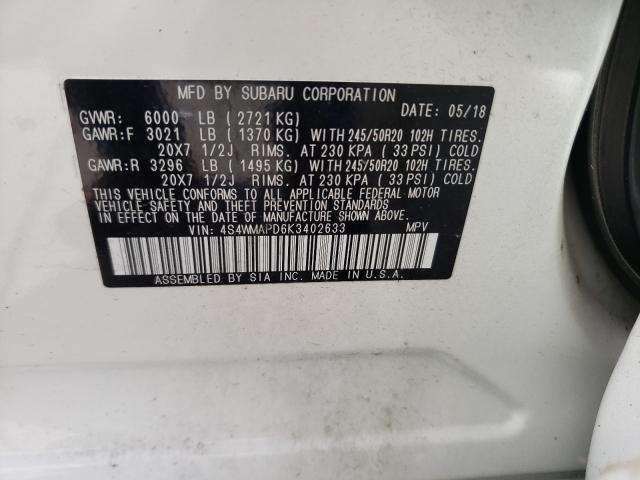 MFD BY SUBARU CORPORATION
GVWR: 6000 LB ( 2721 KG) DATE: 05/18
GAWR:F 3021 LB ( 1370 KG) WITH 245/50R20 102H TIRES.
20X7 1/2J RIMS. AT 230 KPA ( 33 PSI) COLD
GAWR:R 3296 LB ( 1495 KG) WITH 245/50R20 102H TIRES.
20X7 1/2J RIMS. AT 230 KPA ( 33 PSI) COLD
THIS VEHICLE CONFORMS TO ALL APPLICABLE FEDERAL MOTOR
VEHICLE SAFETY AND THEFT PREVENTION STANDARDS
IN EFFECT ON THE DATE OF MANUFACTURE SHOWN ABOVE.
VIN: 4S4WMAPD6K3402633 MPV
ASSEMBLED BY SIA INC. MADE IN U.S.A.